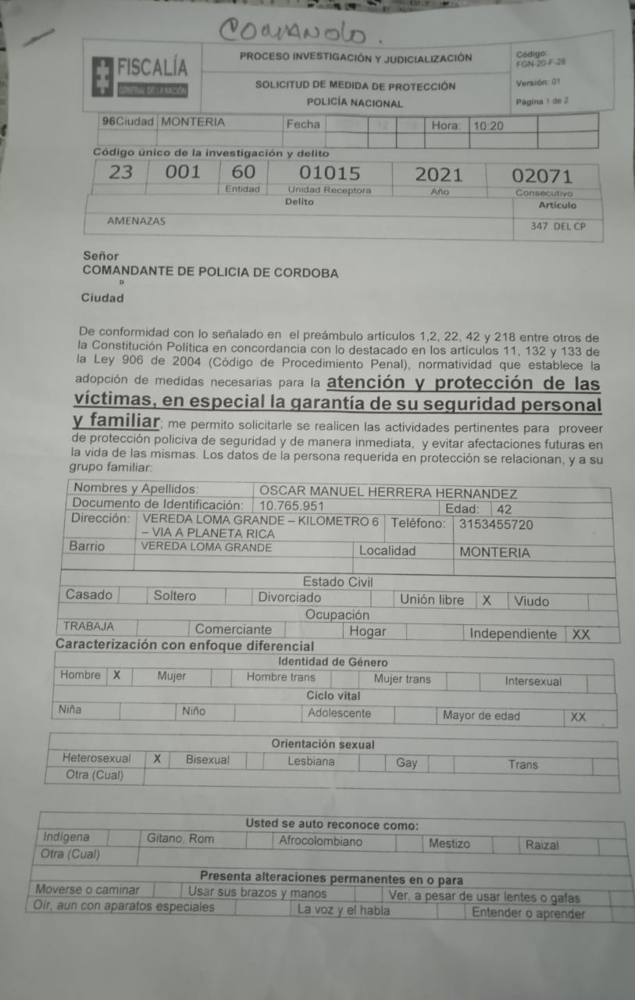 COMANDO.
FISCALÍA
GENERAL DE LA NACIÓN
PROCESO INVESTIGACIÓN Y JUDICIALIZACIÓN
SOLICITUD DE MEDIDA DE PROTECCIÓN
POLICÍA NACIONAL
Código:
FGN-20-F-28
Versión: 01
Página 1 de 2
96Ciudad MONTERIA Fecha Hora: 10:20
Código único de la investigación y delito
23 001 60 01015 2021 02071
Entidad Unidad Receptora Año Consecutivo
Delito Artículo
AMENAZAS 347 DEL CP
Señor
COMANDANTE DE POLICIA DE CORDOBA
o
Ciudad
De conformidad con lo señalado en el preámbulo artículos 1,2, 22, 42 y 218 entre otros de
la Constitución Política en concordancia con lo destacado en los artículos 11, 132 y 133 de
la Ley 906 de 2004 (Código de Procedimiento Penal), normatividad que establece la
adopción de medidas necesarias para la atención y protección de las
víctimas, en especial la garantía de su seguridad personal
y familiar; me permito solicitarle se realicen las actividades pertinentes para proveer
de protección policiva de seguridad y de manera inmediata, y evitar afectaciones futuras en
la vida de las mismas. Los datos de la persona requerida en protección se relacionan, y a su
grupo familiar:
Nombres y Apellidos: OSCAR MANUEL HERRERA HERNANDEZ
Documento de Identificación: 10.765.951 Edad: 42
Dirección: VEREDA LOMA GRANDE – KILOMETRO 6 Teléfono: 3153455720
– VIA A PLANETA RICA
Barrio VEREDA LOMA GRANDE Localidad MONTERIA
Estado Civil
Casado Soltero Divorciado Unión libre X Viudo
Ocupación
TRABAJA Comerciante Hogar Independiente XX
Caracterización con enfoque diferencial
Identidad de Género
Hombre X Mujer Hombre trans Mujer trans Intersexual
Ciclo vital
Niña Niño Adolescente Mayor de edad XX
Orientación sexual
Heterosexual X Bisexual Lesbiana Gay Trans
Otra (Cual)
Usted se auto reconoce como:
Indígena Gitano, Rom Afrocolombiano Mestizo Raizal
Otra (Cual)
Presenta alteraciones permanentes en o para
Moverse o caminar Usar sus brazos y manos Ver, a pesar de usar lentes o gafas
Oír, aun con aparatos especiales La voz y el habla Entender o aprender